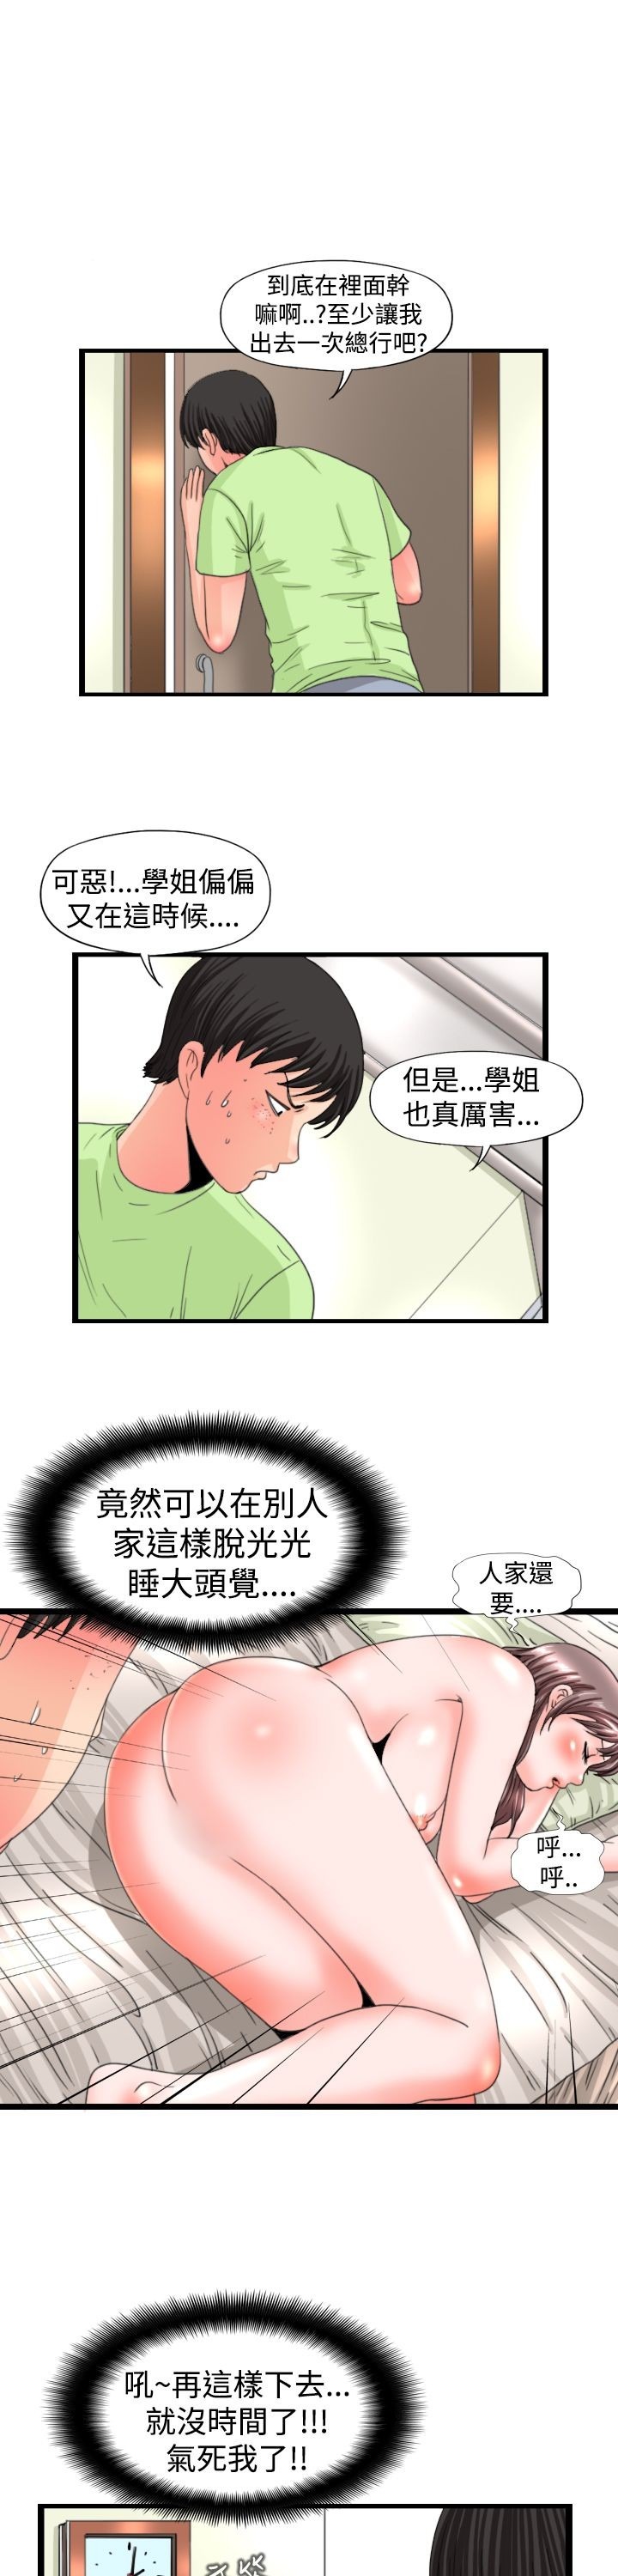 到底在裡面幹
嘛啊..?至少讓我
出去一次總行吧?
可惡!...學姐偏偏
又在這時候....
但是...學姐
也真厲害...
竟然可以在別人
家這樣脫光光
睡大頭覺....
人家還
要....
呼...
呼..
吼~再這樣下去...
就沒時間了!!!
氣死我了!!